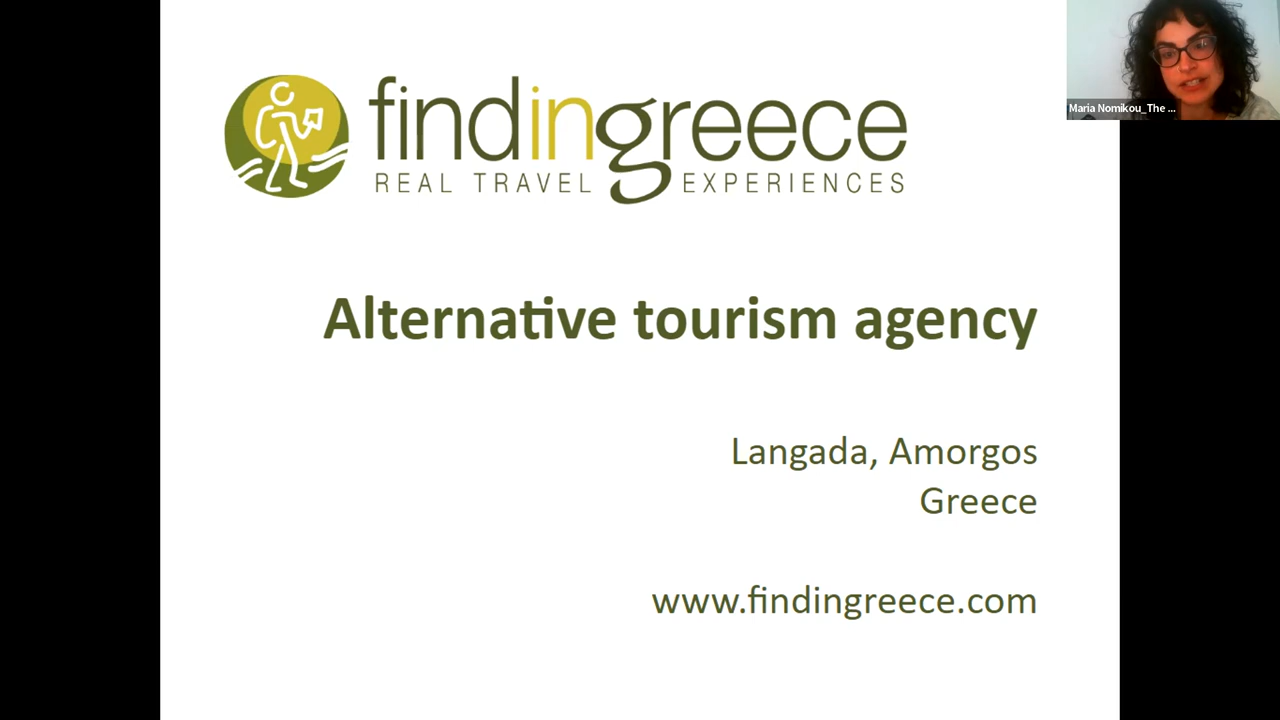 findingreece
REAL TRAVEL EXPERIENCES
Maria Nomikou_The ...
Alternative tourism agency
Langada, Amorgos
Greece
www.findingreece.com